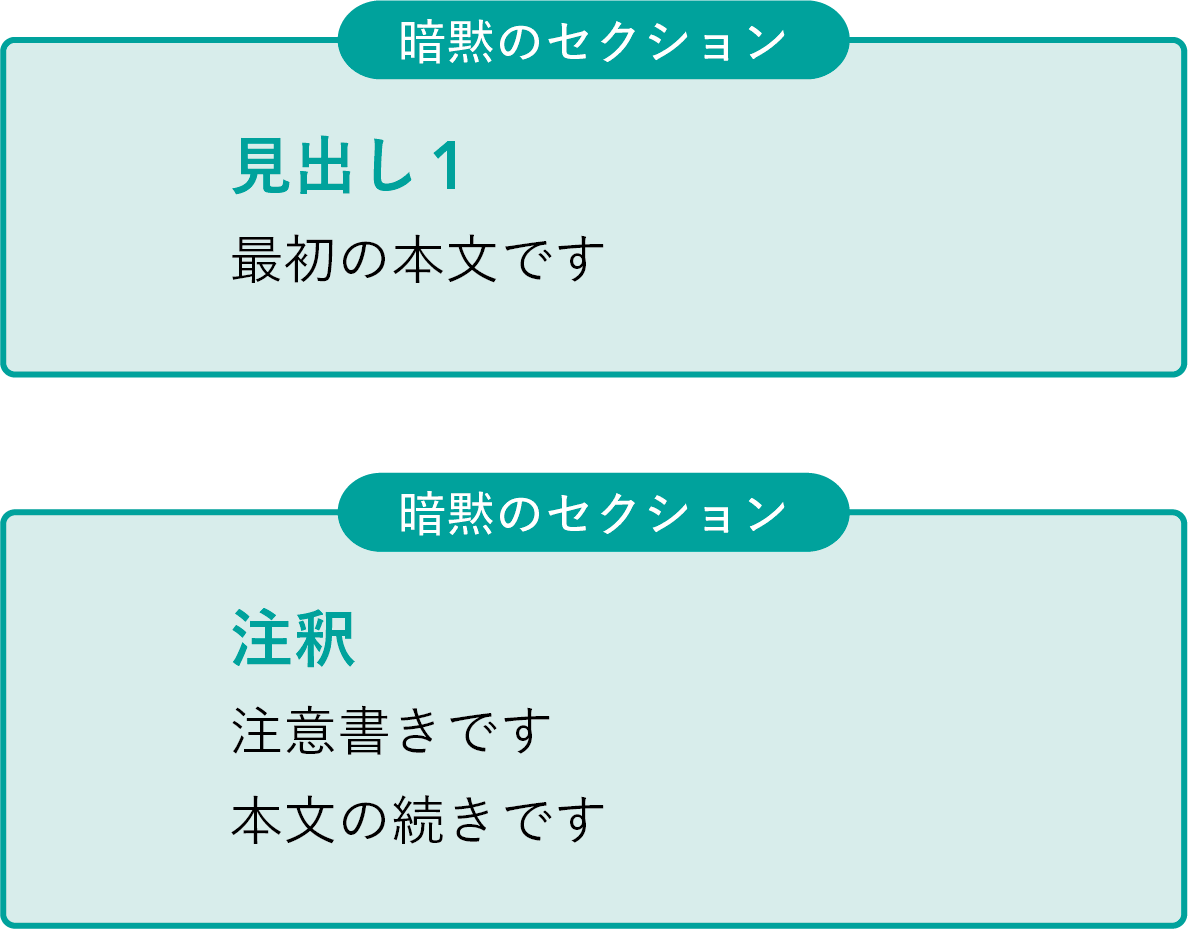 暗黙のセクション
見出し1
最初の本文です
暗黙のセクション
注釈
注意書きです
本文の続きです